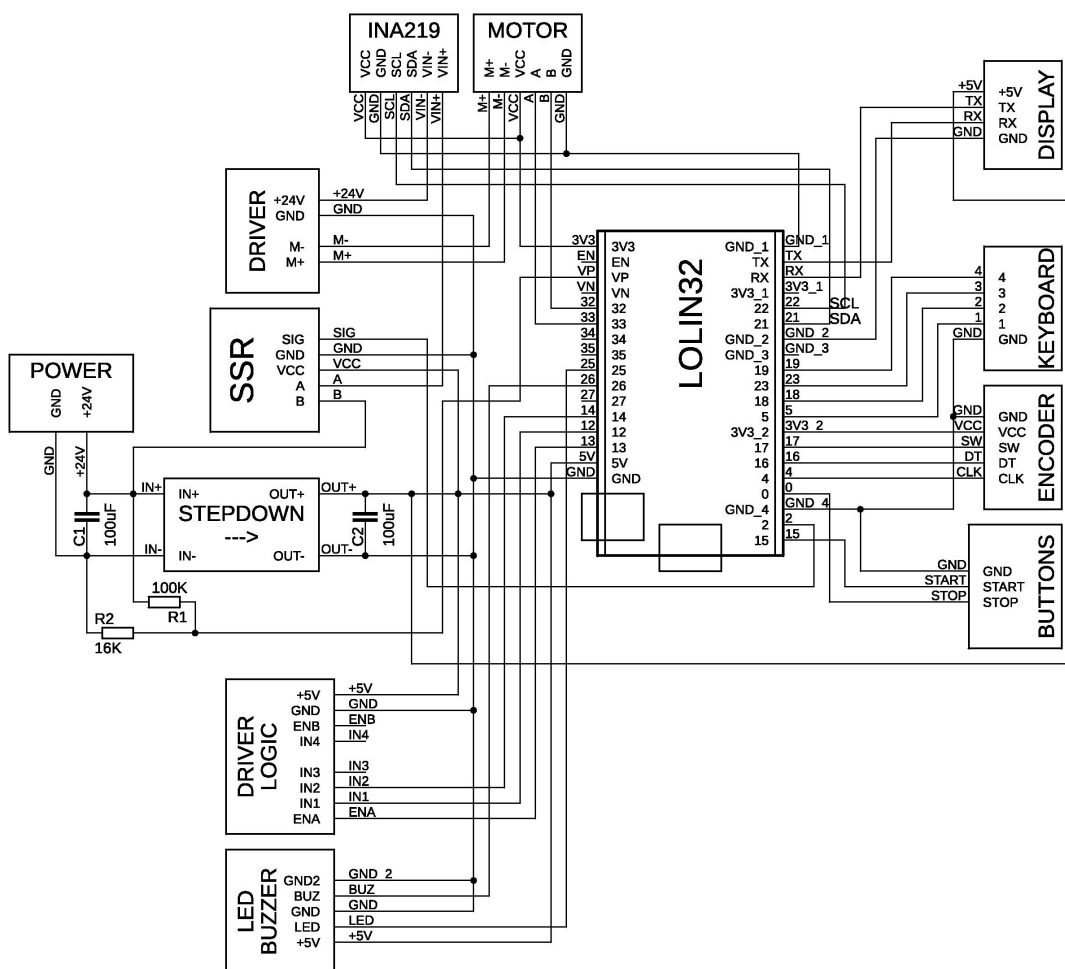 INA219
VCC
GND
SCL
SDA
VIN-
VIN+
VCC
GND
SCL
SDA
VIN-
VIN+
MOTOR
M+
M-
VCC
A
B
GND
M+
M-
VCC
A
B
GND
DISPLAY
+5V
TX
RX
GND
+5V
TX
RX
GND
DRIVER
+24V
GND
M-
M+
+24V
GND
M-
M+
SSR
SIG
GND
VCC
A
B
SIG
GND
VCC
A
B
POWER
GND
+24V
GND
+24V
LOLIN32
3V3
EN
VP
VN
32
33
34
35
25
26
27
14
12
13
5V
GND
3V3
EN
VP
VN
32
33
34
35
25
26
27
14
12
13
5V
GND
GND_1
TX
RX
3V3_1
22
21
GND_2
GND_3
19
23
18
5
3V3_2
17
16
4
0
GND_4
2
15
GND_1
TX
RX
3V3_1
22
21
GND_2
GND_3
19
23
18
5
3V3_2
17
16
4
0
GND_4
2
15
SCL
SDA
KEYBOARD
4
3
2
1
GND
4
3
2
1
GND
ENCODER
GND
VCC
SW
DT
CLK
GND
VCC
SW
DT
CLK
BUTTONS
GND
START
STOP
GND
START
STOP
STEPDOWN
--->
IN+
IN-
OUT+
OUT-
IN+
IN-
OUT+
OUT-
C1
100uF
C2
100uF
100K
R1
R2
16K
DRIVER
LOGIC
+5V
GND
ENB
IN4
IN3
IN2
IN1
ENA
+5V
GND
ENB
IN4
IN3
IN2
IN1
ENA
LED
BUZZER
GND2
BUZ
GND
LED
+5V
GND_2
BUZ
GND
LED
+5V